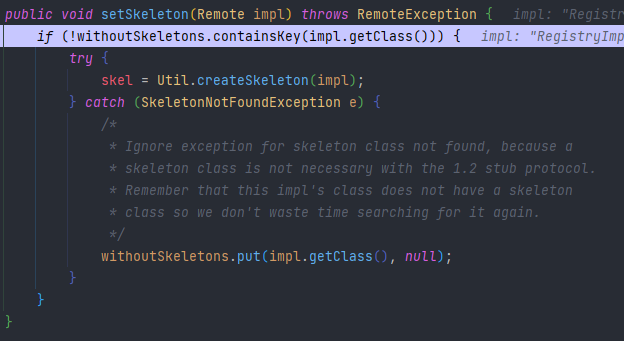 public void setSkeleton(Remote impl) throws RemoteException {   impl: "Registry
    if (!withoutSkeletons.containsKey(impl.getClass())) {   impl: "RegistryImp
        try {
            skel = Util.createSkeleton(impl);
        } catch (SkeletonNotFoundException e) {
            /*
             * Ignore exception for skeleton class not found, because a
             * skeleton class is not necessary with the 1.2 stub protocol.
             * Remember that this impl's class does not have a skeleton
             * class so we don't waste time searching for it again.
             */
            withoutSkeletons.put(impl.getClass(), null);
        }
    }
}